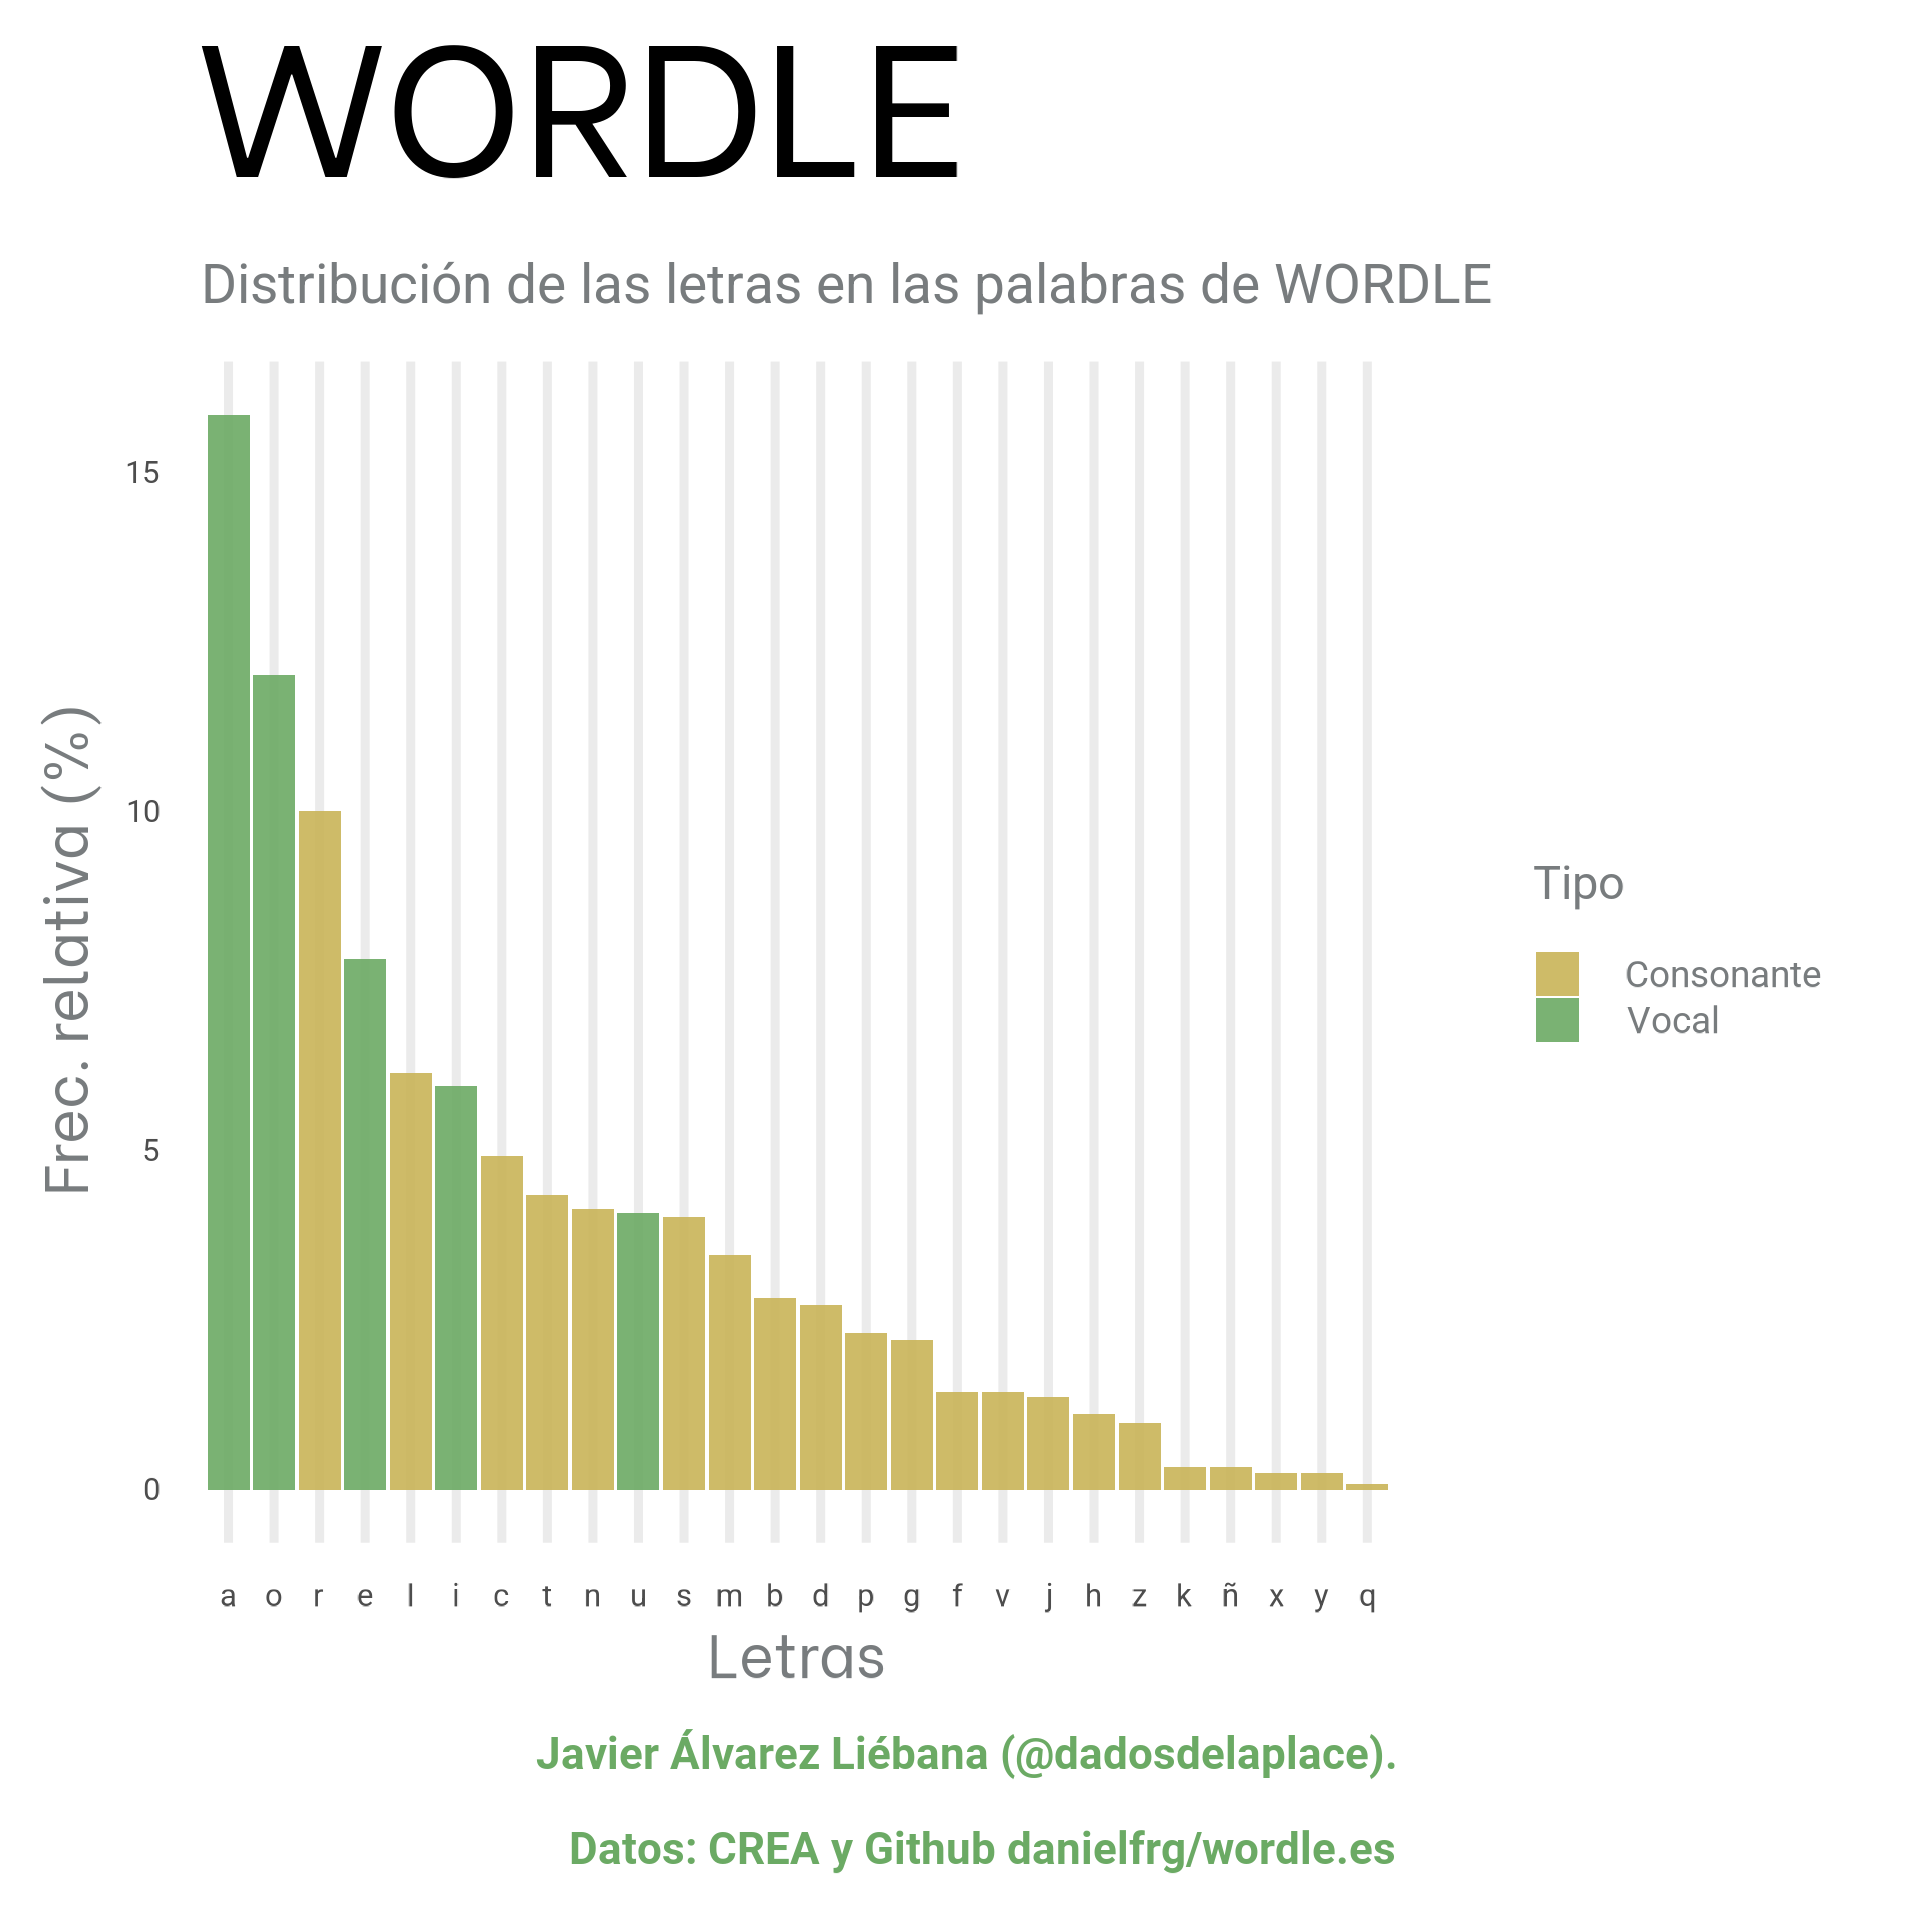 WORDLE
Distribución de las letras en las palabras de WORDLE
Frec. relativa (%)
15
10
5
0
Tipo
Consonante
Vocal
a o r e l i c t n u s m b d p g f v j h z k ñ x y q
Letras
Javier Álvarez Liébana (@dadosdelaplace).
Datos: CREA y Github danielfrg/wordle.es